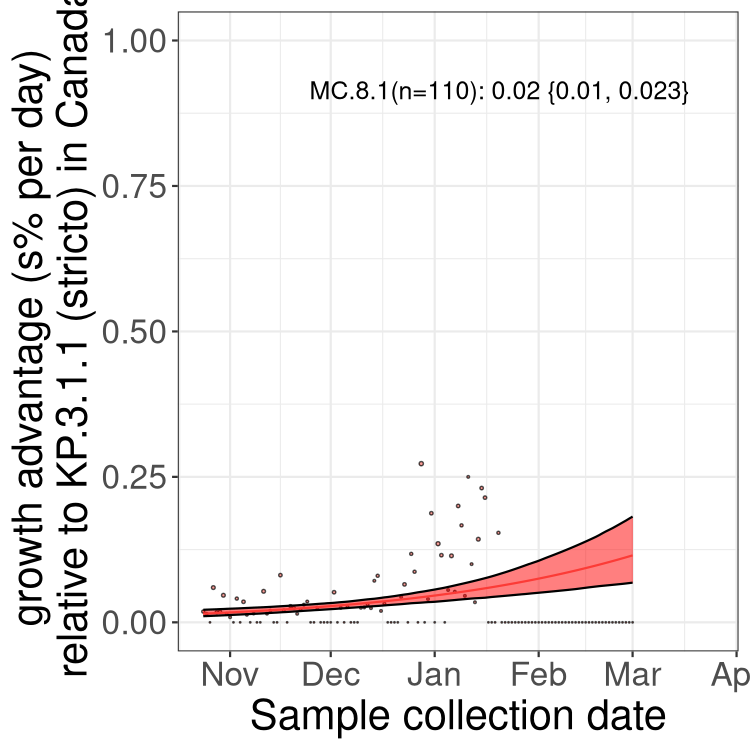 growth advantage (s% per day)
relative to KP.3.1.1 (stricto) in Canada
1.00
MC.8.1(n=110): 0.02 {0.01, 0.023}
0.75
0.50
0.25
0.00
Nov Dec Jan Feb Mar Ap
Sample collection date